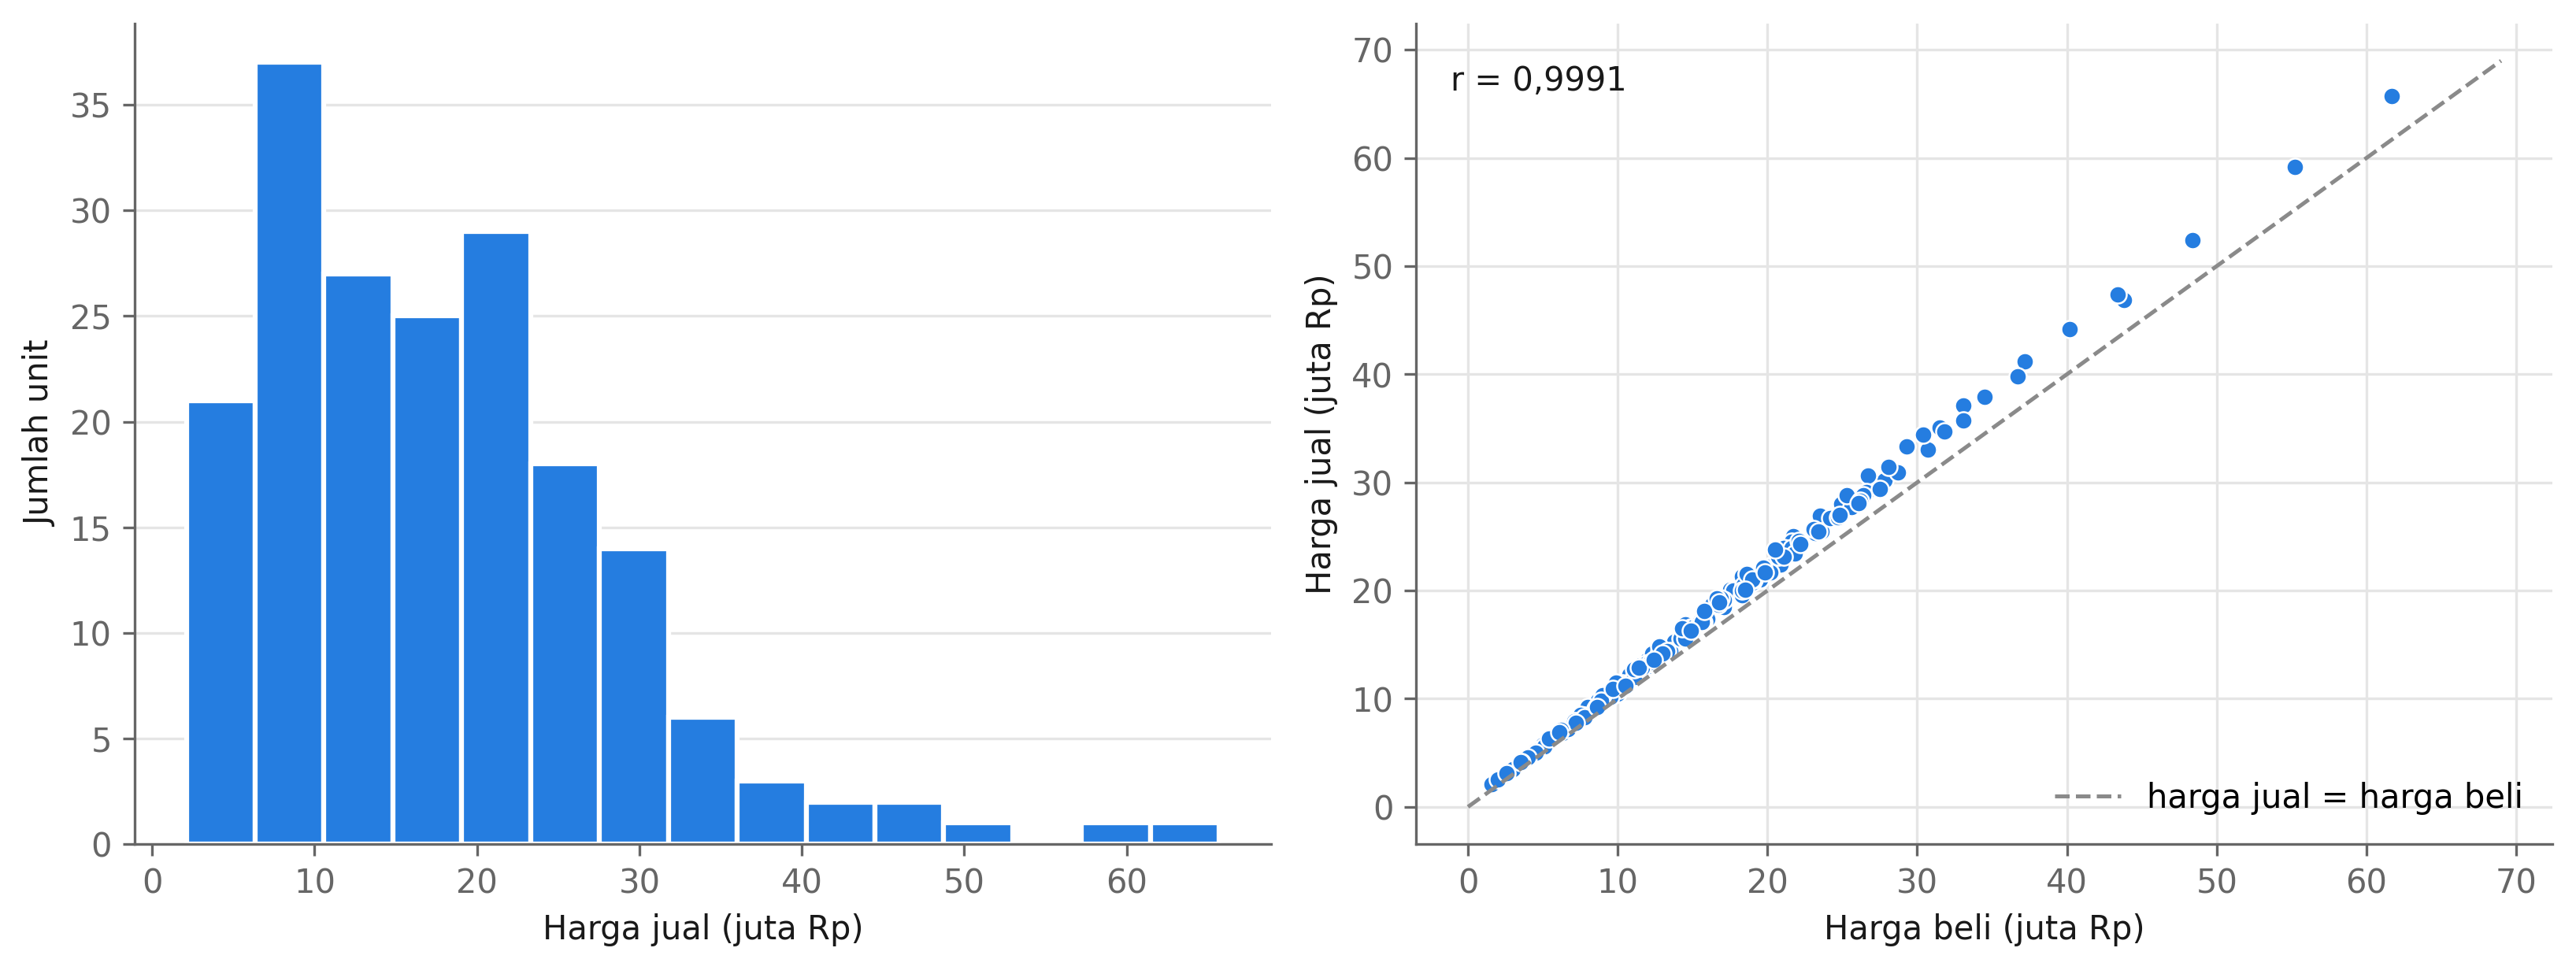 Jumlah unit
35
30
25
20
15
10
5
0
0 10 20 30 40 50 60
Harga jual (juta Rp)
r = 0,9991
Harga jual (juta Rp)
70
60
50
40
30
20
10
0
harga jual = harga beli
0 10 20 30 40 50 60 70
Harga beli (juta Rp)